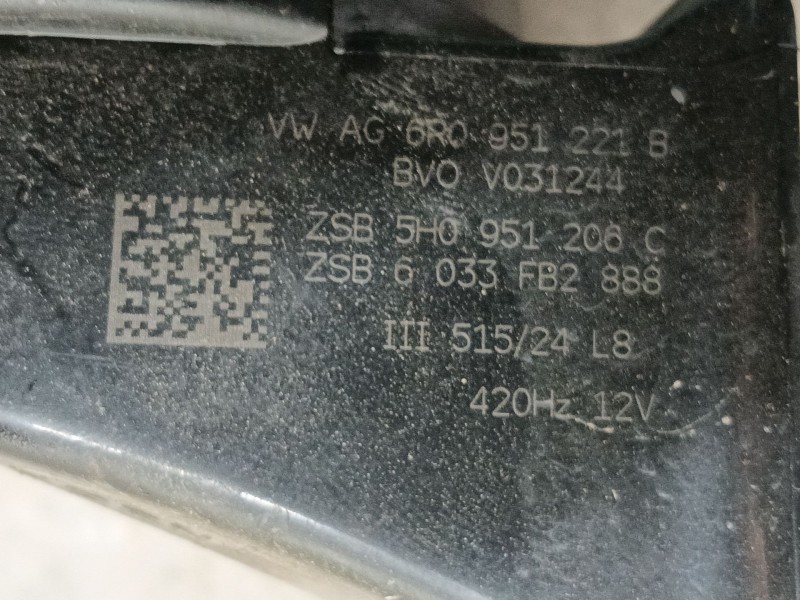 VW AG 6R0 951 221 B
BVO V031244
ZSB 5H0 951 206 C
ZSB 6 033 FB2 888
III 515/24 L8
420Hz 12V